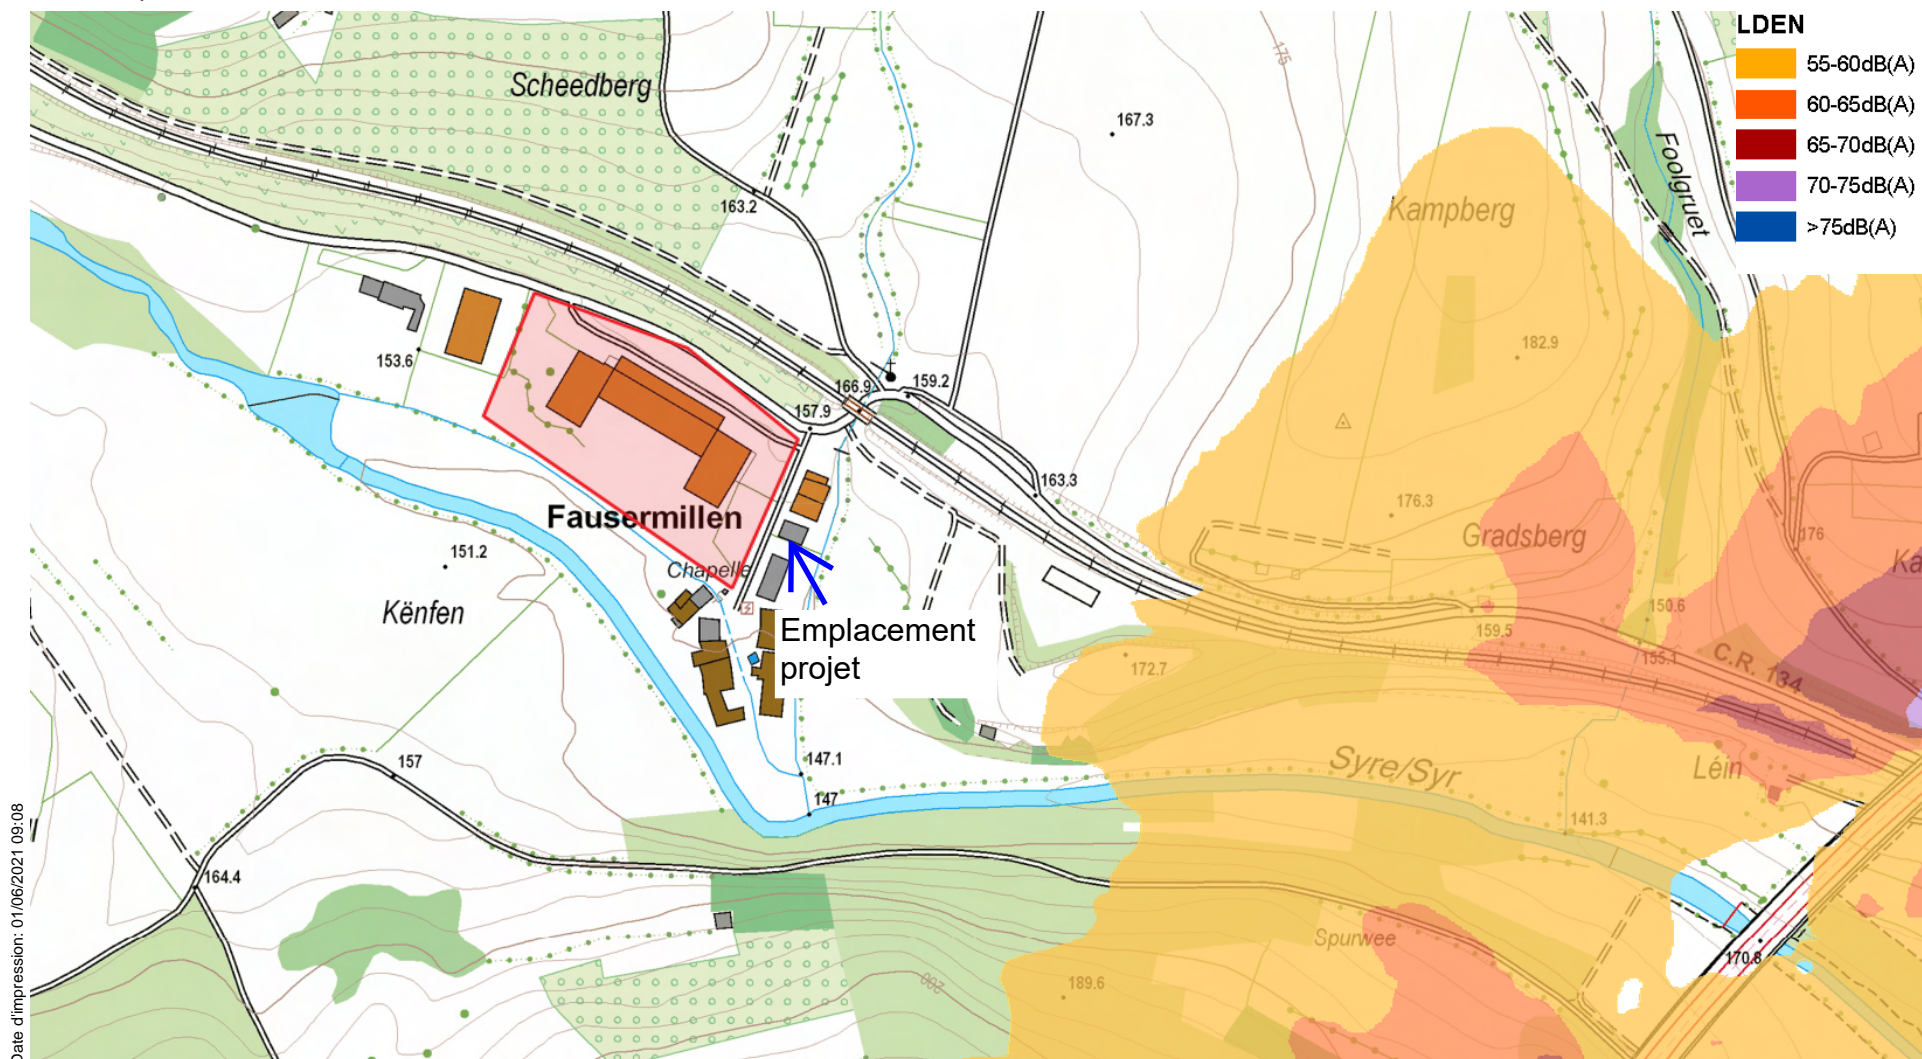 LDEN
55-60dB(A)
60-65dB(A)
65-70dB(A)
70-75dB(A)
>75dB(A)
Scheedberg
175
167.3
Foolgruet
163.2
Kampberg
153.6
182.9
166.9
159.2
157.9
163.3
176.3
Gradsberg
176
Fausermillen
151.2
Chapelle
Kënfen
Emplacement
projet
150.6
159.5
155.1
172.7
C.R. 134
157
147.1
147
Syre/Syr
Léin
141.3
164.4
Spurwee
170.8
189.6
200
Date d'impression: 01/06/2021 09:08